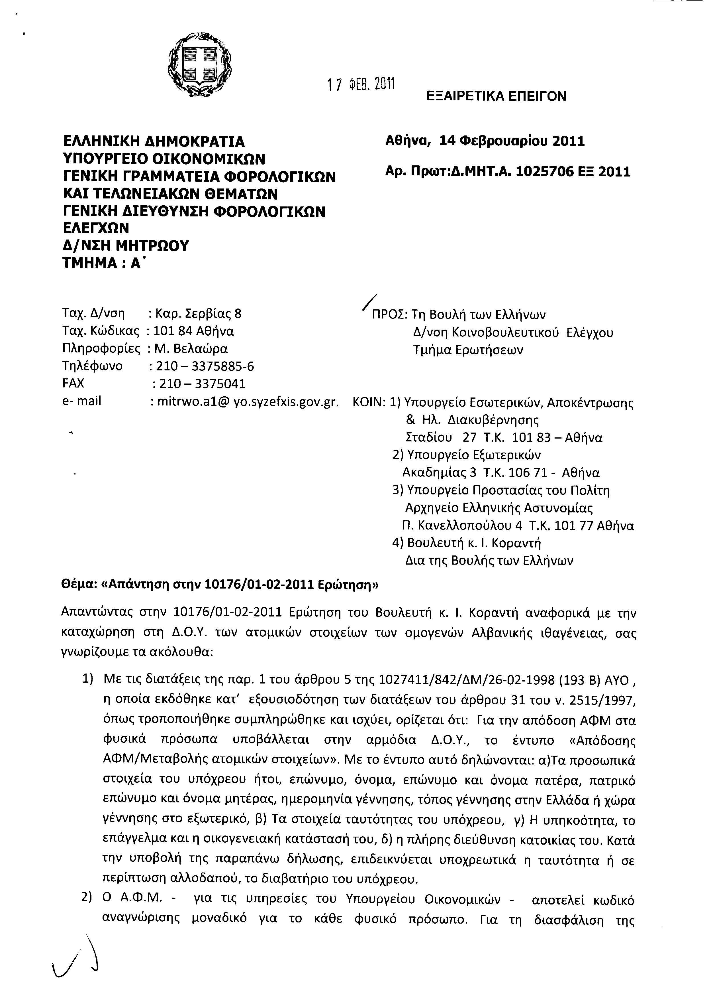 17 ΦΕΒ. 2011
ΕΞΑΙΡΕΤΙΚΑ ΕΠΕΙΓΟΝ
ΕΛΛΗΝΙΚΗ ΔΗΜΟΚΡΑΤΙΑ
ΥΠΟΥΡΓΕΙΟ ΟΙΚΟΝΟΜΙΚΩΝ
ΓΕΝΙΚΗ ΓΡΑΜΜΑΤΕΙΑ ΦΟΡΟΛΟΓΙΚΩΝ
ΚΑΙ ΤΕΛΩΝΕΙΑΚΩΝ ΘΕΜΑΤΩΝ
ΓΕΝΙΚΗ ΔΙΕΥΘΥΝΣΗ ΦΟΡΟΛΟΓΙΚΩΝ
ΕΛΕΓΧΩΝ
Δ/ΝΣΗ ΜΗΤΡΩΟΥ
ΤΜΗΜΑ : Α΄
Αθήνα, 14 Φεβρουαρίου 2011
Αρ. Πρωτ:Δ.ΜΗΤ.Α. 1025706 ΕΞ 2011
Ταχ. Δ/νση : Καρ. Σερβίας 8
Ταχ. Κώδικας : 101 84 Αθήνα
Πληροφορίες : Μ. Βελαώρα
Τηλέφωνο : 210 – 3375885-6
FAX : 210 – 3375041
e- mail : mitrwo.a1@ yo.syzefxis.gov.gr.
ΠΡΟΣ: Τη Βουλή των Ελλήνων
Δ/νση Κοινοβουλευτικού Ελέγχου
Τμήμα Ερωτήσεων
ΚΟΙΝ: 1) Υπουργείο Εσωτερικών, Αποκέντρωσης
& Ηλ. Διακυβέρνησης
Σταδίου 27 Τ.Κ. 101 83 – Αθήνα
2) Υπουργείο Εξωτερικών
Ακαδημίας 3 Τ.Κ. 106 71 - Αθήνα
3) Υπουργείο Προστασίας του Πολίτη
Αρχηγείο Ελληνικής Αστυνομίας
Π. Κανελλοπούλου 4 Τ.Κ. 101 77 Αθήνα
4) Βουλευτή κ. Ι. Κοραντή
Δια της Βουλής των Ελλήνων
Θέμα: «Απάντηση στην 10176/01-02-2011 Ερώτηση»
Απαντώντας στην 10176/01-02-2011 Ερώτηση του Βουλευτή κ. Ι. Κοραντή αναφορικά με την
καταχώρηση στη Δ.Ο.Υ. των ατομικών στοιχείων των ομογενών Αλβανικής ιθαγένειας, σας
γνωρίζουμε τα ακόλουθα:
1) Με τις διατάξεις της παρ. 1 του άρθρου 5 της 1027411/842/ΔΜ/26-02-1998 (193 Β) ΑΥΟ ,
η οποία εκδόθηκε κατ’ εξουσιοδότηση των διατάξεων του άρθρου 31 του ν. 2515/1997,
όπως τροποποιήθηκε συμπληρώθηκε και ισχύει, ορίζεται ότι: Για την απόδοση ΑΦΜ στα
φυσικά πρόσωπα υποβάλλεται στην αρμόδια Δ.Ο.Υ., το έντυπο «Απόδοσης
ΑΦΜ/Μεταβολής ατομικών στοιχείων». Με το έντυπο αυτό δηλώνονται: α)Τα προσωπικά
στοιχεία του υπόχρεου ήτοι, επώνυμο, όνομα, επώνυμο και όνομα πατέρα, πατρικό
επώνυμο και όνομα μητέρας, ημερομηνία γέννησης, τόπος γέννησης στην Ελλάδα ή χώρα
γέννησης στο εξωτερικό, β) Τα στοιχεία ταυτότητας του υπόχρεου, γ) Η υπηκοότητα, το
επάγγελμα και η οικογενειακή κατάστασή του, δ) η πλήρης διεύθυνση κατοικίας του. Κατά
την υποβολή της παραπάνω δήλωσης, επιδεικνύεται υποχρεωτικά η ταυτότητα ή σε
περίπτωση αλλοδαπού, το διαβατήριο του υπόχρεου.
2) Ο Α.Φ.Μ. - για τις υπηρεσίες του Υπουργείου Οικονομικών - αποτελεί κωδικό
αναγνώρισης μοναδικό για το κάθε φυσικό πρόσωπο. Για τη διασφάλιση της